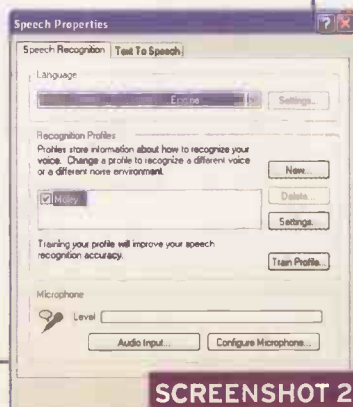 Speech Properties
Speech Recognition Text To Speech
Language
Engine Settings...
Recognition Profiles
Profiles store information about how to recognize your
voice. Change a profile to recognize a different voice
or a different noise environment.
New...
Delete...
Settings.
Training your profile will improve your speech
recognition accuracy.
Train Profile...
Microphone
Level
Audio Input... Configure Microphone...
SCREENSHOT 2